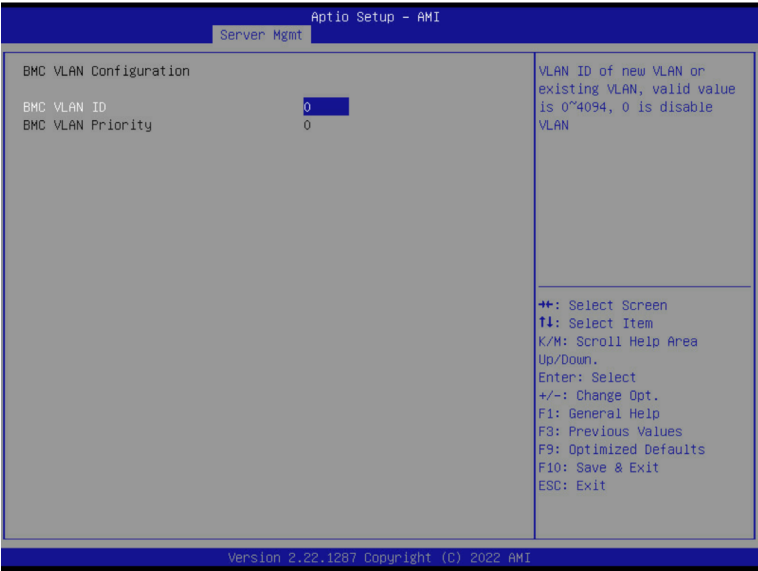 Aptio Setup – AMI
Server Mgmt
BMC VLAN Configuration
BMC VLAN ID 0
BMC VLAN Priority 0
VLAN ID of new VLAN or
existing VLAN, valid value
is 0~4094, 0 is disable
VLAN
→←: Select Screen
↑↓: Select Item
K/M: Scroll Help Area
Up/Down.
Enter: Select
+/-: Change Opt.
F1: General Help
F3: Previous Values
F9: Optimized Defaults
F10: Save & Exit
ESC: Exit
Version 2.22.1287 Copyright (C) 2022 AMI